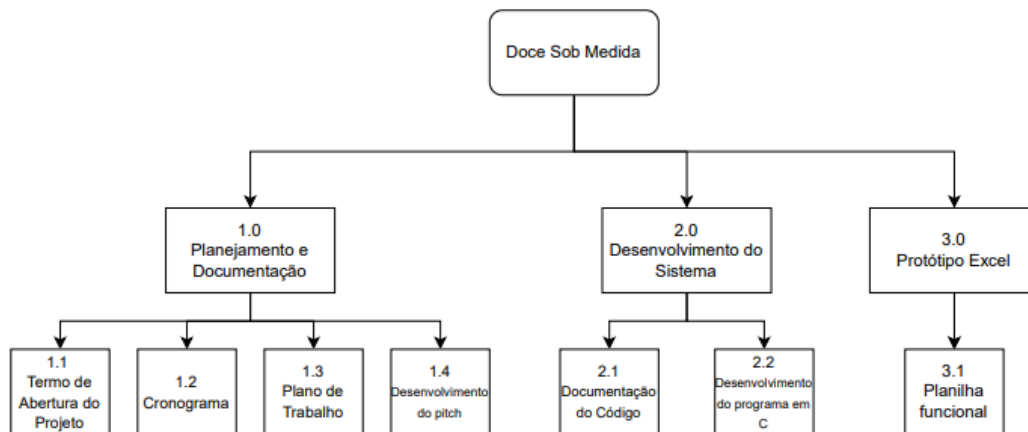 Doce Sob Medida
1.0
Planejamento e
Documentação
2.0
Desenvolvimento do
Sistema
3.0
Protótipo Excel
1.1
Termo de
Abertura do
Projeto
1.2
Cronograma
1.3
Plano de
Trabalho
1.4
Desenvolvimento
do pitch
2.1
Documentação
do Código
2.2
Desenvolvimento
do programa em
C
3.1
Planilha
funcional